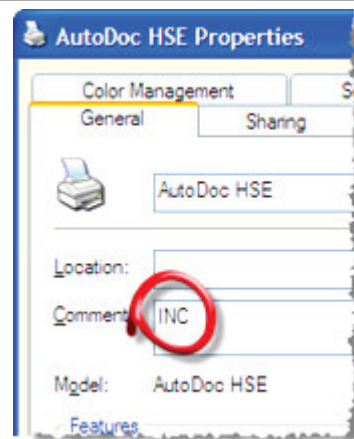 AutoDoc HSE Properties
Color Management S
General Sharing
AutoDoc HSE
Location:
Comment: INC
Model: AutoDoc HSE
Features